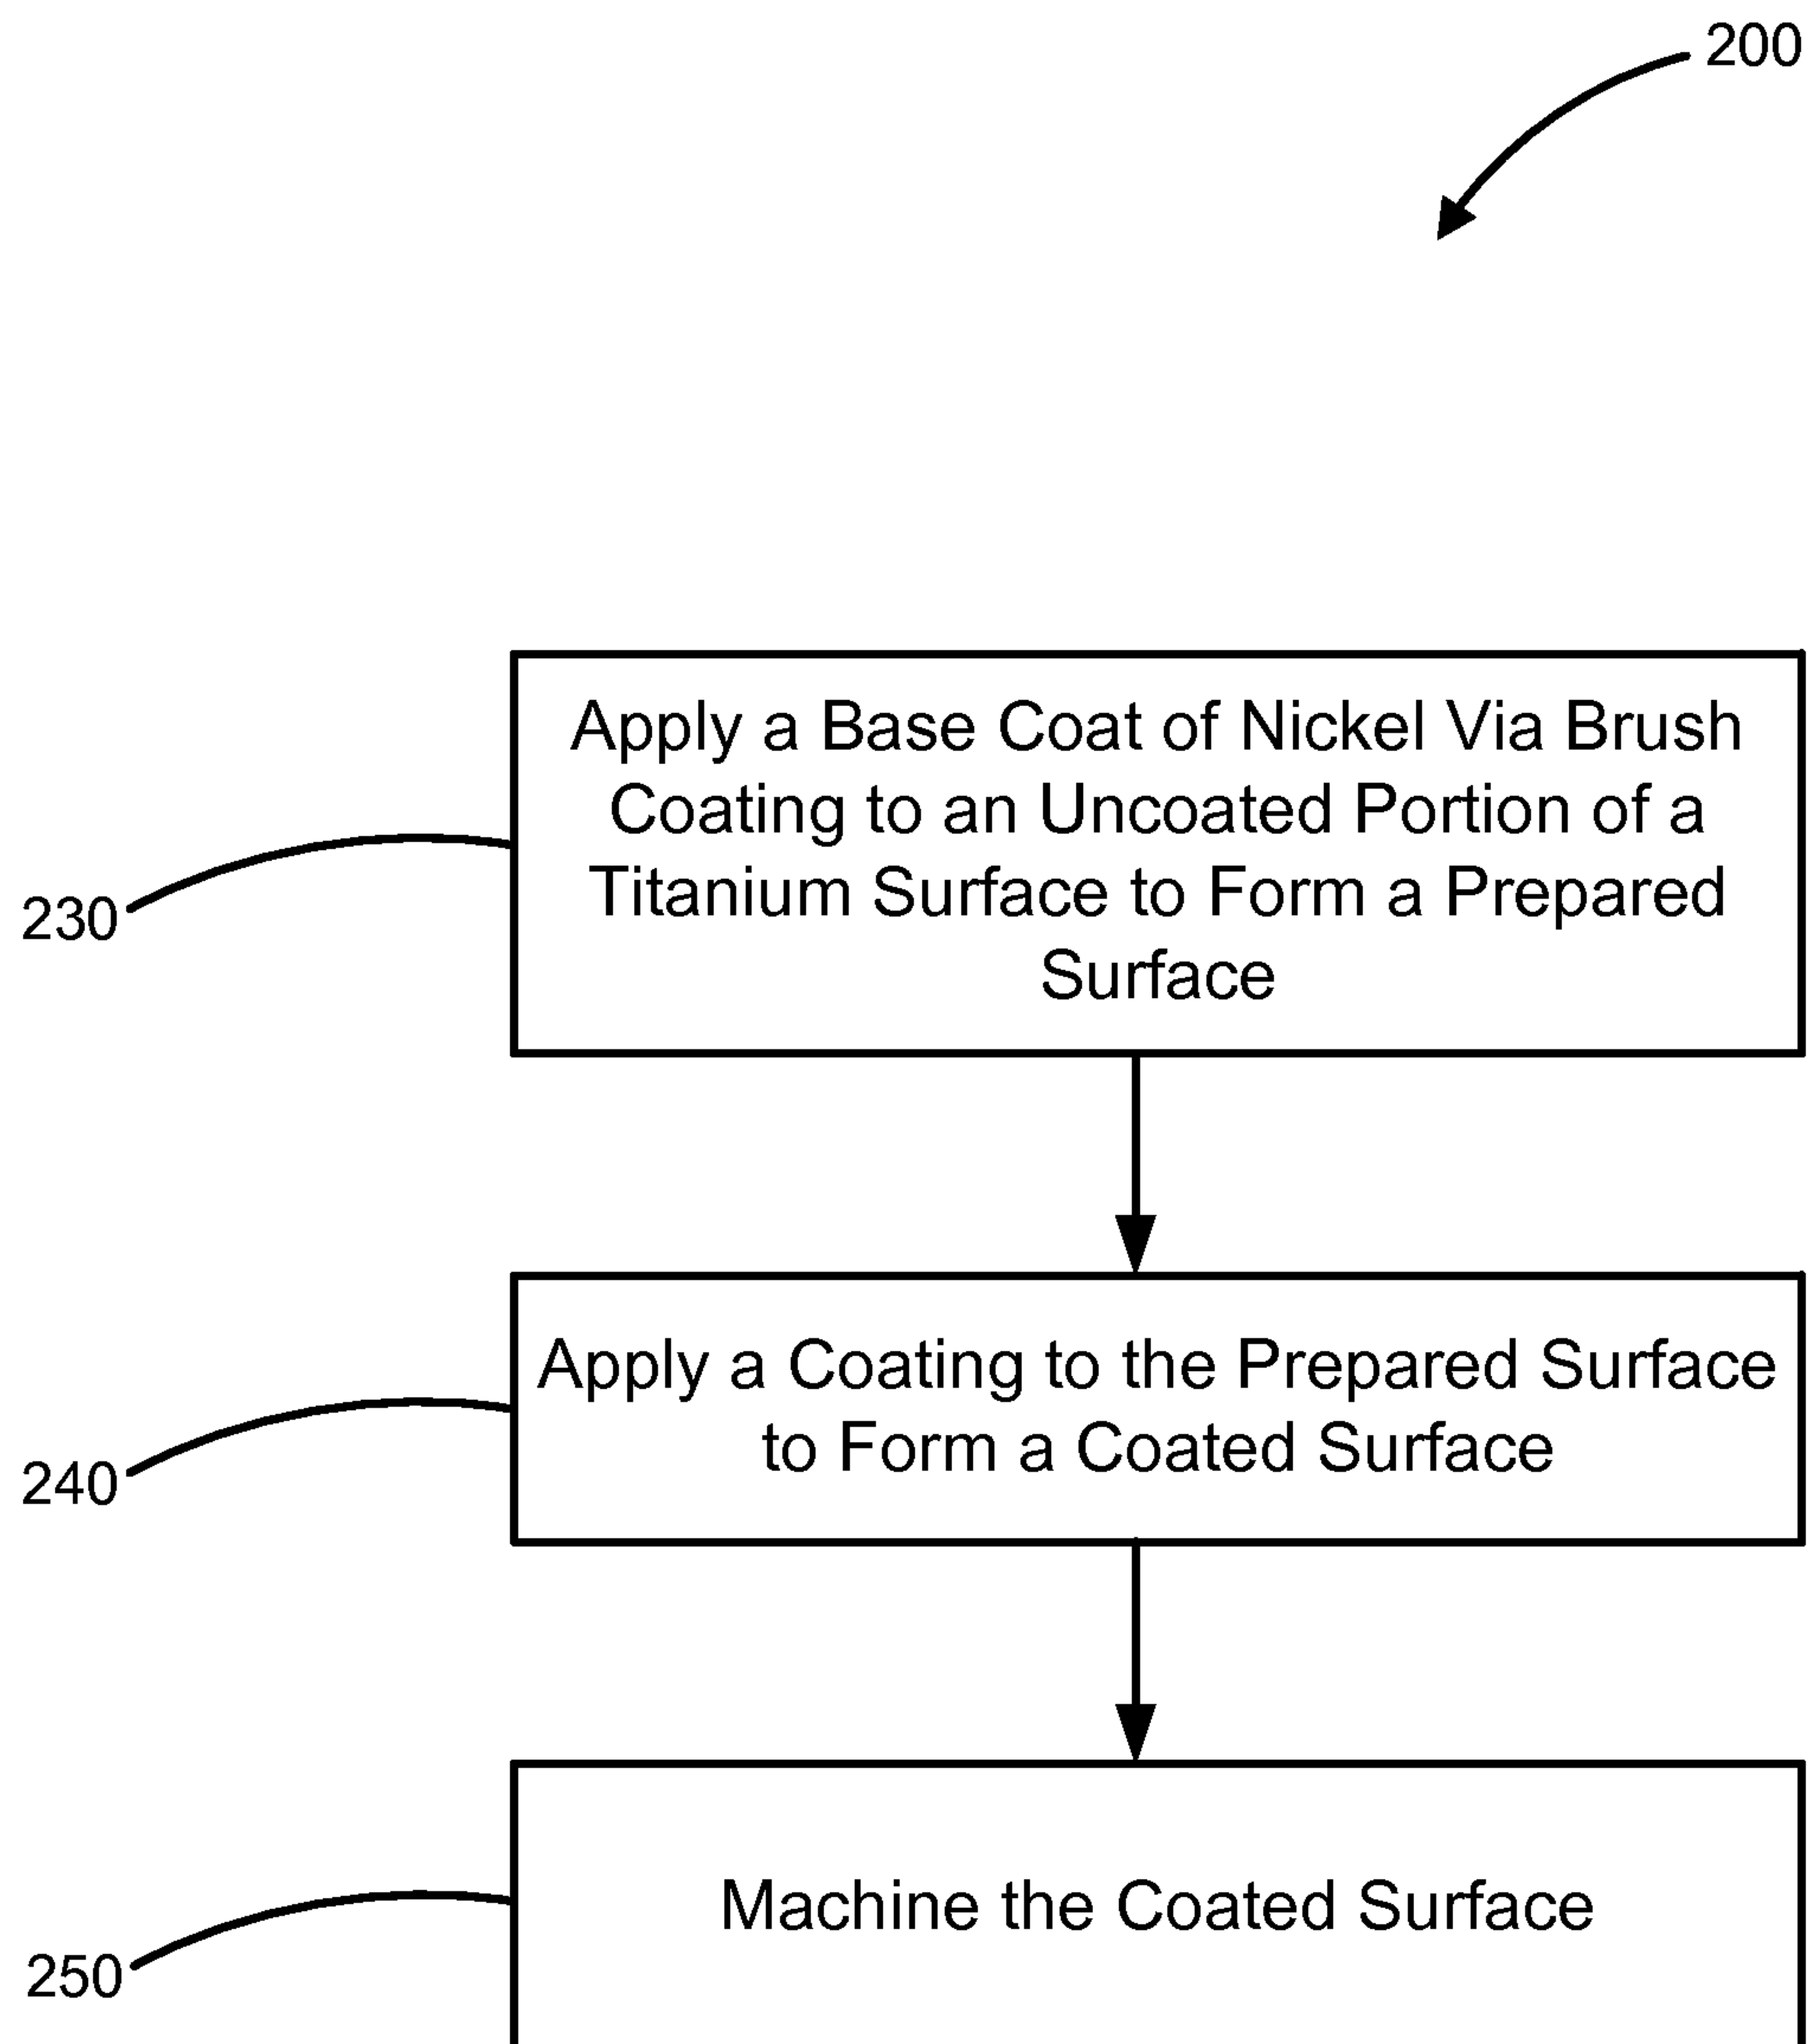 200
Apply a Base Coat of Nickel Via Brush
Coating to an Uncoated Portion of a
Titanium Surface to Form a Prepared
Surface
230
Apply a Coating to the Prepared Surface
to Form a Coated Surface
240
Machine the Coated Surface
250